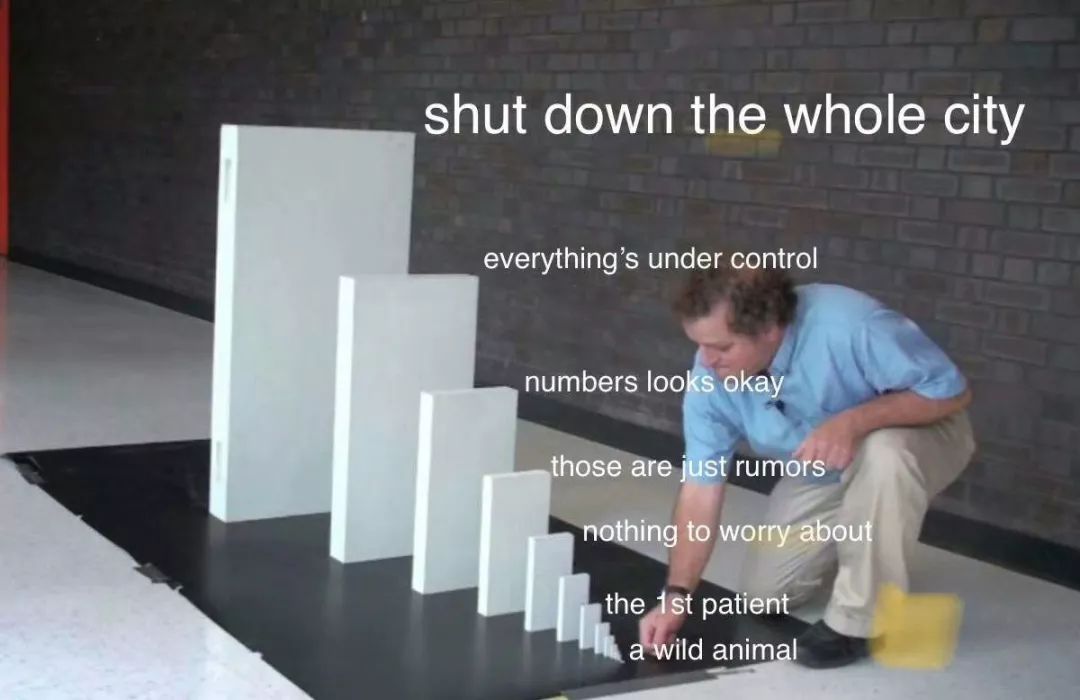 shut down the whole city
everything's under control
numbers looks okay
those are just rumors
nothing to worry about
the 1st patient
a wild animal